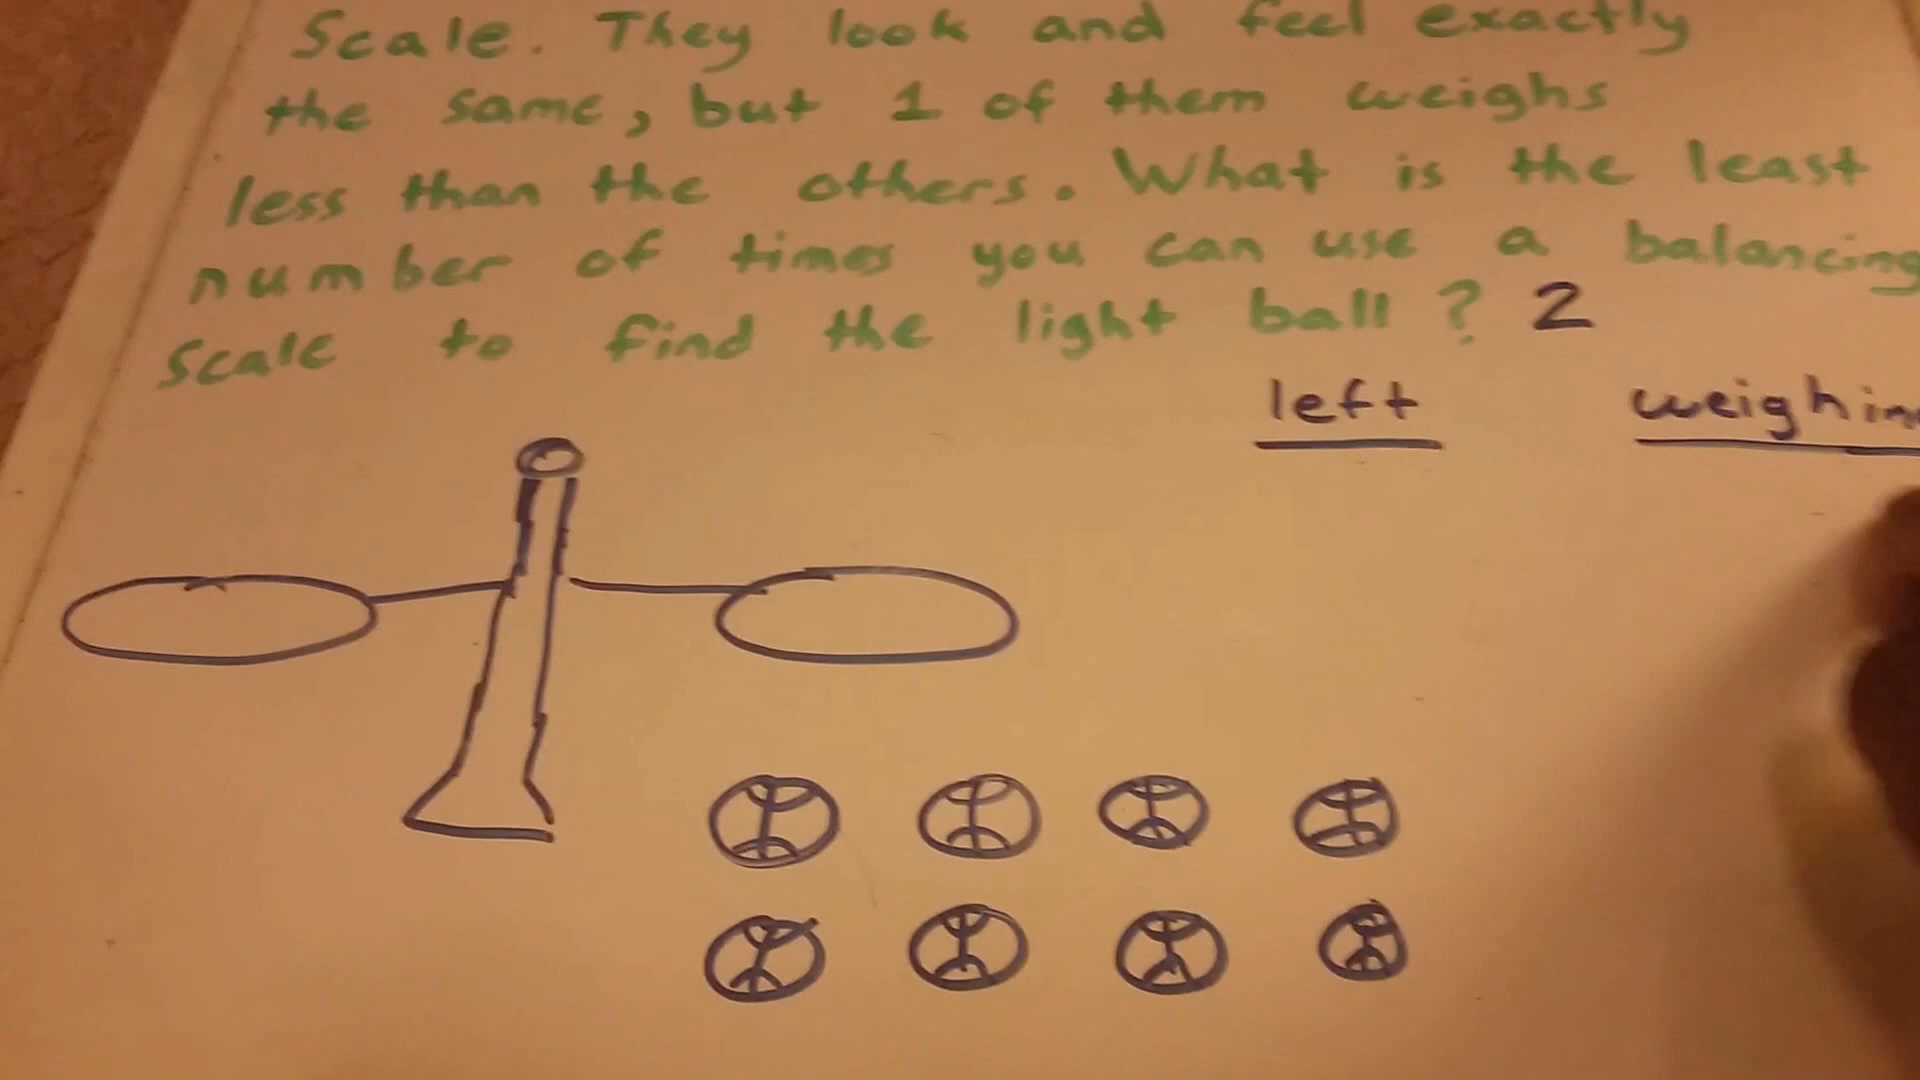 Scale. They look and feel exactly
the same, but 1 of them weighs
less than the others. What is the least
number of times you can use a balancing
scale to find the light ball? 2
left weighin